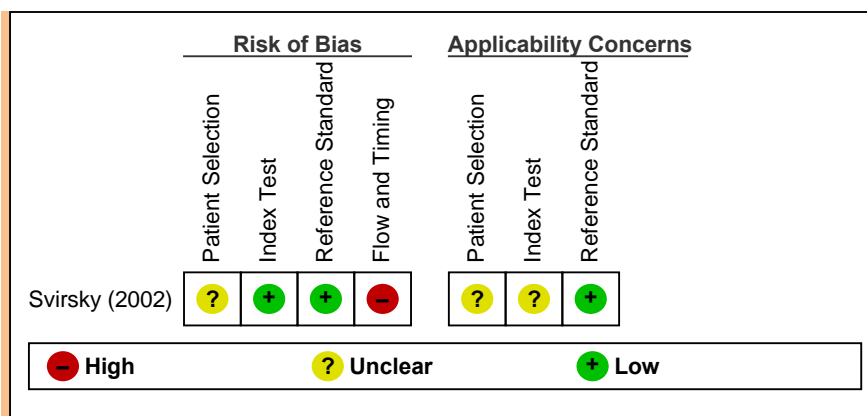 Risk of Bias
Applicability Concerns
Patient Selection
Index Test
Reference Standard
Flow and Timing
Patient Selection
Index Test
Reference Standard
Svirsky (2002) ? + + – ? ? +
– High ? Unclear + Low